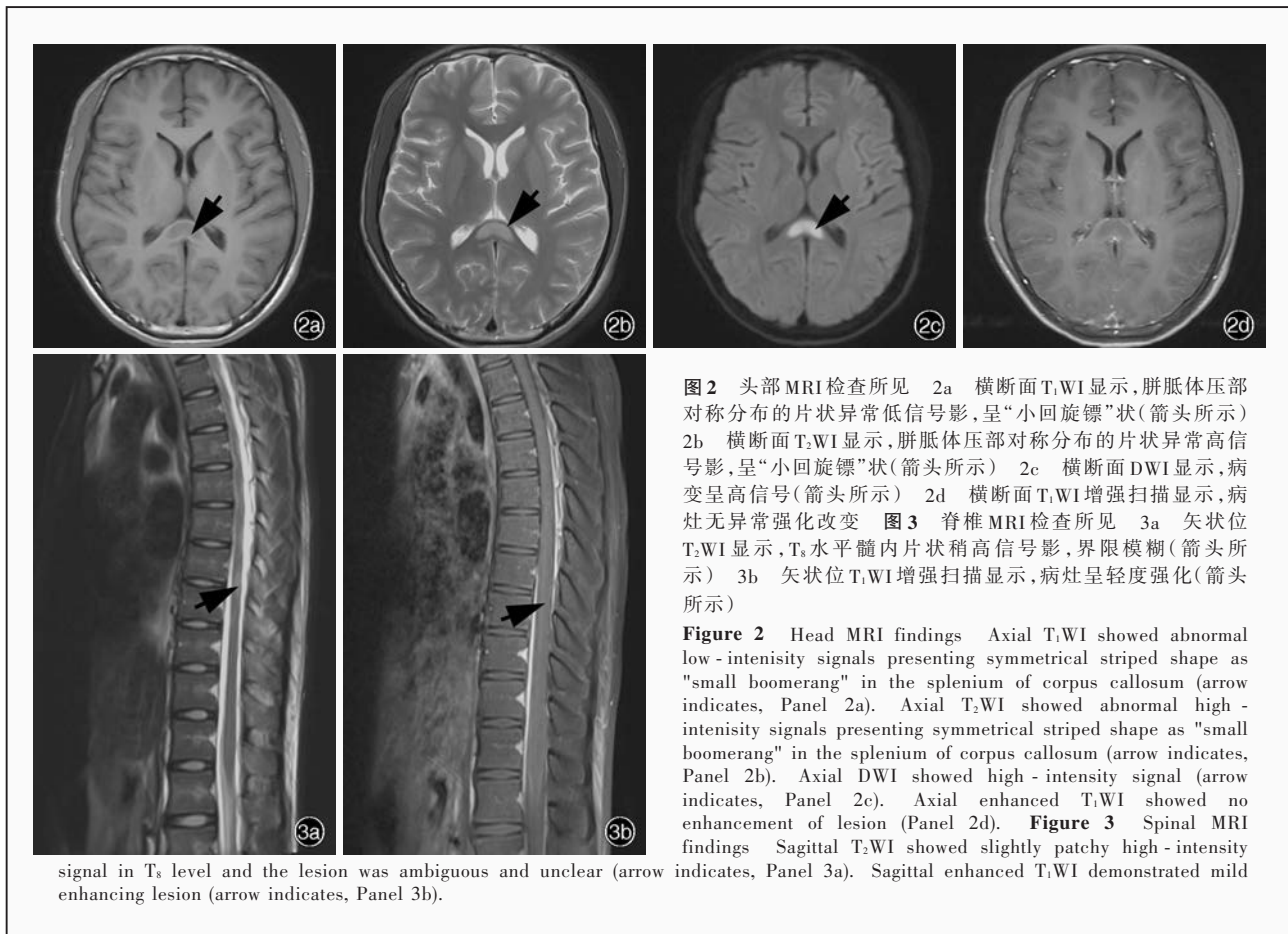 2a
2b
2c
2d
3a
3b
图2 头部MRI检查所见 2a 横断面T₁WI显示,胼胝体压部
对称分布的片状异常低信号影,呈“小回旋镖”状(箭头所示)
2b 横断面T₂WI显示,胼胝体压部对称分布的片状异常高信
号影,呈“小回旋镖”状(箭头所示) 2c 横断面DWI显示,病
变呈高信号(箭头所示) 2d 横断面T₁WI增强扫描显示,病
灶无异常强化改变 图3 脊椎MRI检查所见 3a 矢状位
T₂WI显示,T₈水平髓内片状稍高信号影,界限模糊(箭头所
示) 3b 矢状位T₁WI增强扫描显示,病灶呈轻度强化(箭头
所示)
Figure 2 Head MRI findings Axial T₁WI showed abnormal
low - intenisity signals presenting symmetrical striped shape as
"small boomerang" in the splenium of corpus callosum (arrow
indicates, Panel 2a). Axial T₂WI showed abnormal high -
intenisity signals presenting symmetrical striped shape as "small
boomerang" in the splenium of corpus callosum (arrow indicates,
Panel 2b). Axial DWI showed high - intensity signal (arrow
indicates, Panel 2c). Axial enhanced T₁WI showed no
enhancement of lesion (Panel 2d). Figure 3 Spinal MRI
findings Sagittal T₂WI showed slightly patchy high - intensity
signal in T₈ level and the lesion was ambiguous and unclear (arrow indicates, Panel 3a). Sagittal enhanced T₁WI demonstrated mild
enhancing lesion (arrow indicates, Panel 3b).